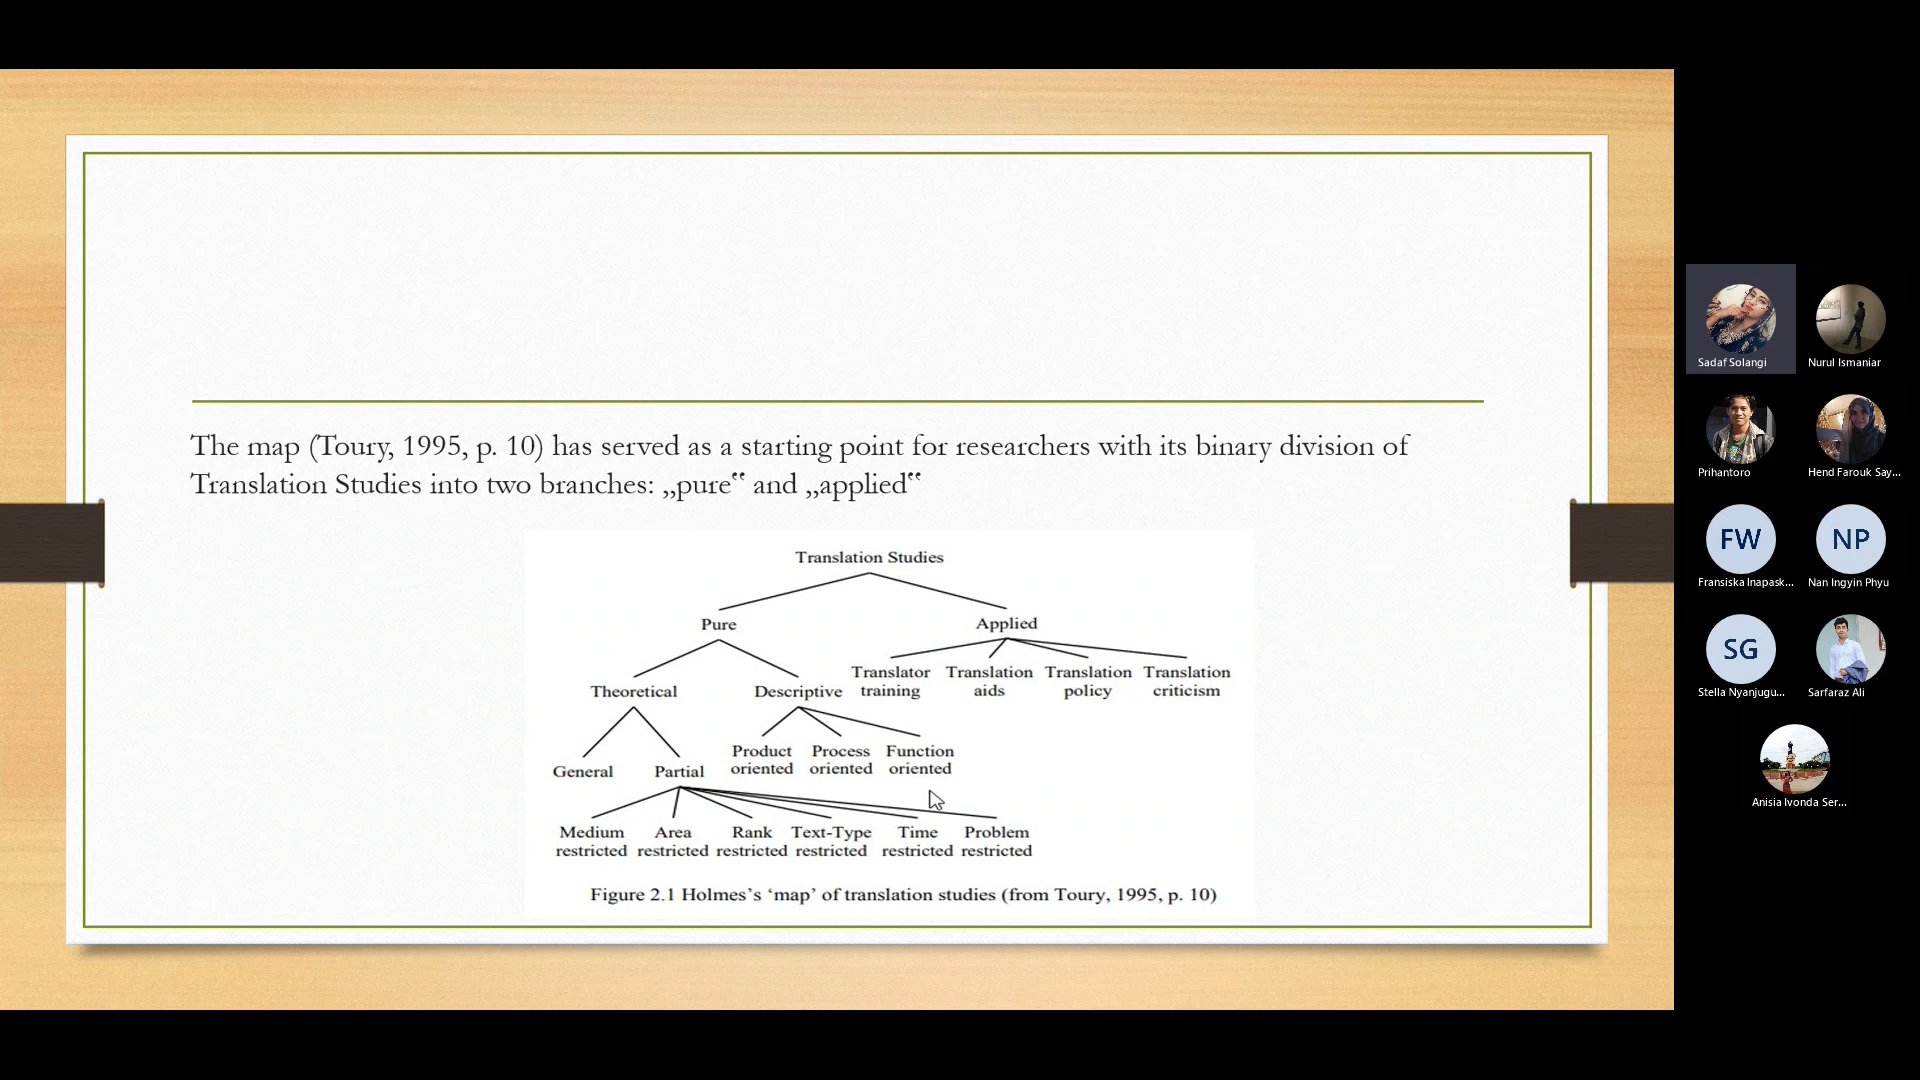 The map (Toury, 1995, p. 10) has served as a starting point for researchers with its binary division of
Translation Studies into two branches: „pure‟ and „applied‟
Translation Studies
Pure
Applied
Theoretical
Descriptive
Translator training
Translation aids
Translation policy
Translation criticism
General
Partial
Product oriented
Process oriented
Function oriented
Medium restricted
Area restricted
Rank restricted
Text-Type restricted
Time restricted
Problem restricted
Figure 2.1 Holmes's ‘map’ of translation studies (from Toury, 1995, p. 10)
Sadaf Solangi
Nurul Ismaniar
Prihantoro
Hend Farouk Say...
FW
Fransiska Inapask...
NP
Nan Ingyin Phyu
SG
Stella Nyanjugu...
Sarfaraz Ali
Anisia Ivonda Ser...